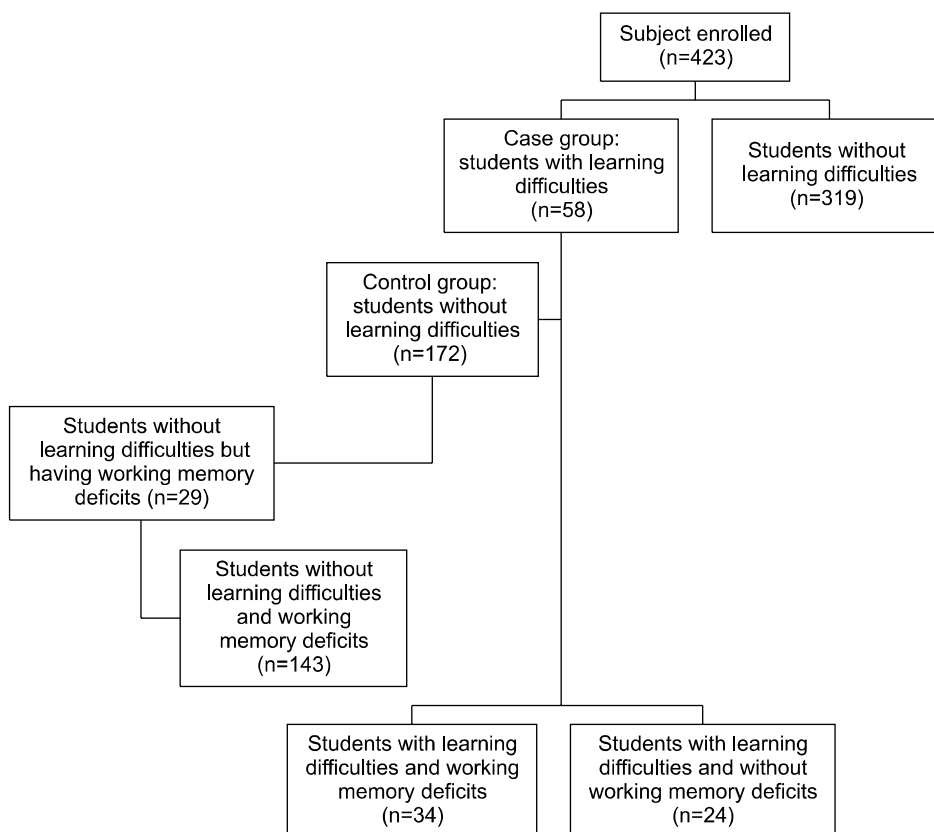 Subject enrolled
(n=423)
Case group:
students with learning
difficulties
(n=58)
Students without
learning difficulties
(n=319)
Control group:
students without
learning difficulties
(n=172)
Students without
learning difficulties but
having working memory
deficits (n=29)
Students without
learning difficulties
and working
memory deficits
(n=143)
Students with learning
difficulties and working
memory deficits
(n=34)
Students with learning
difficulties and without
working memory deficits
(n=24)